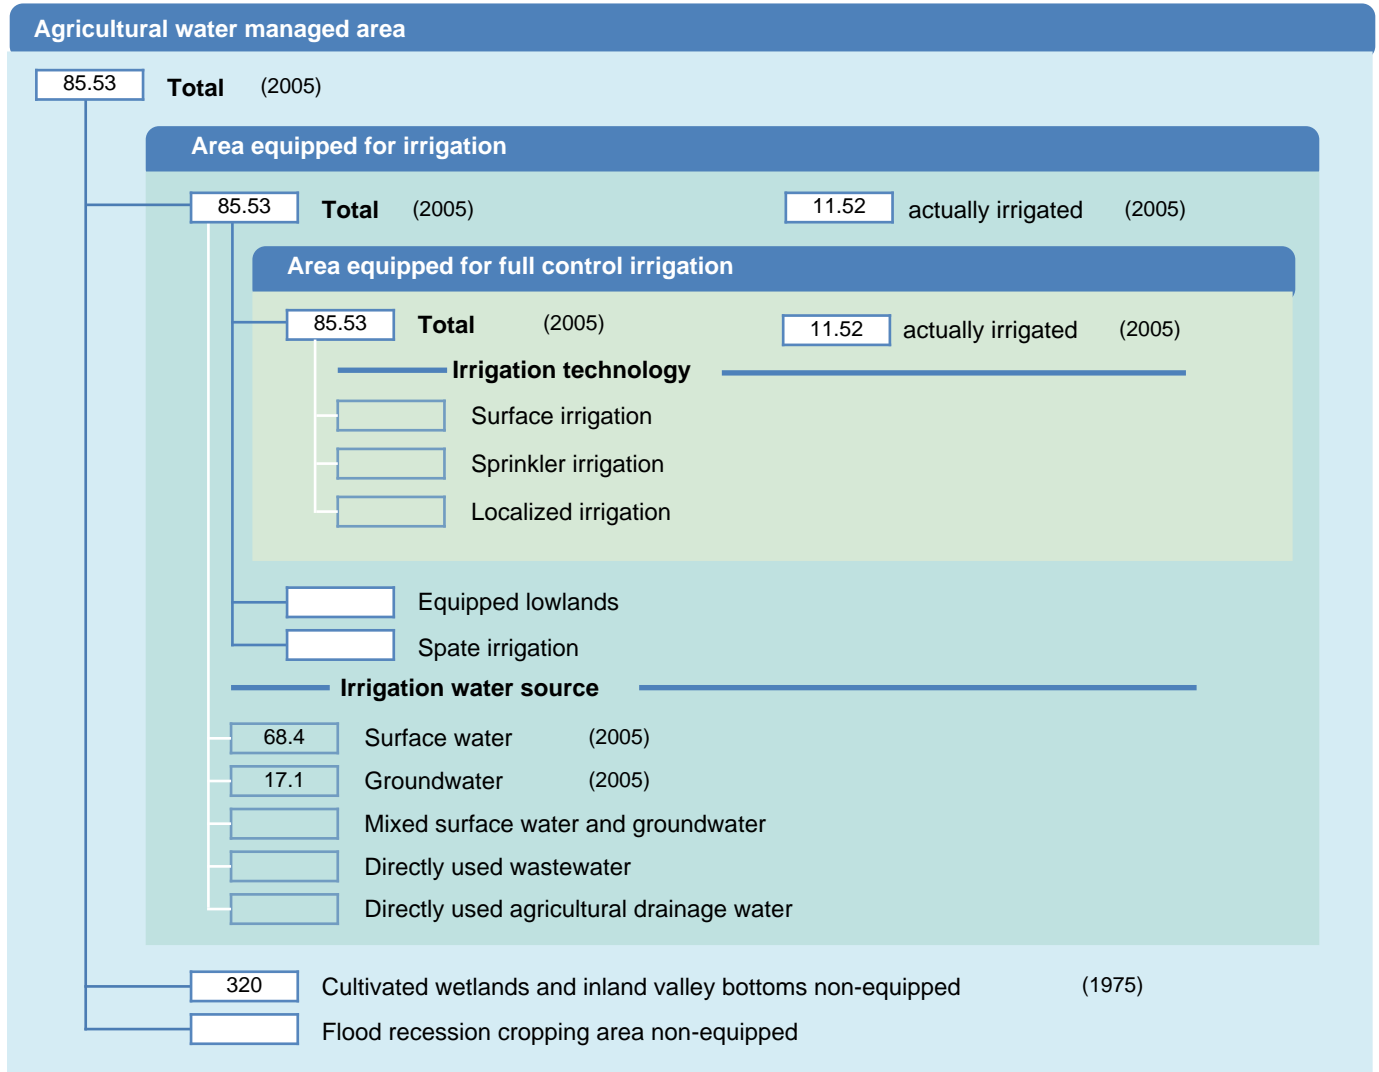 Agricultural water managed area
85.53 Total (2005)
Area equipped for irrigation
85.53 Total (2005) 11.52 actually irrigated (2005)
Area equipped for full control irrigation
85.53 Total (2005) 11.52 actually irrigated (2005)
Irrigation technology
Surface irrigation
Sprinkler irrigation
Localized irrigation
Equipped lowlands
Spate irrigation
Irrigation water source
68.4 Surface water (2005)
17.1 Groundwater (2005)
Mixed surface water and groundwater
Directly used wastewater
Directly used agricultural drainage water
320 Cultivated wetlands and inland valley bottoms non-equipped (1975)
Flood recession cropping area non-equipped